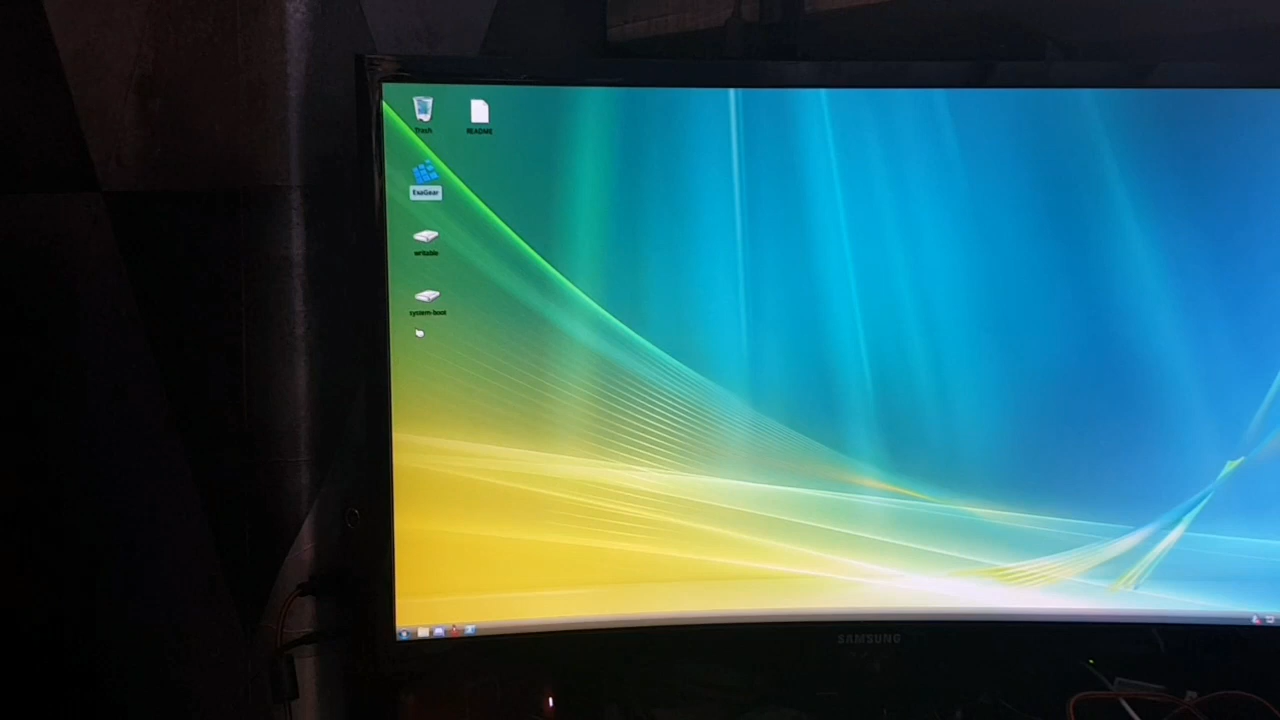 Trash
README
ExaGear
writable
system-boot
SAMSUNG